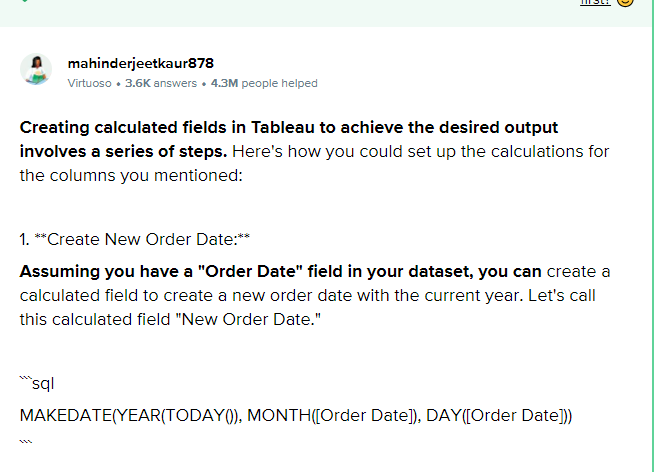 first!
mahinderjeetkaur878
Virtuoso • 3.6K answers • 4.3M people helped
Creating calculated fields in Tableau to achieve the desired output
involves a series of steps. Here's how you could set up the calculations for
the columns you mentioned:
1. **Create New Order Date:**
Assuming you have a "Order Date" field in your dataset, you can create a
calculated field to create a new order date with the current year. Let's call
this calculated field "New Order Date."
```sql
MAKEDATE(YEAR(TODAY()), MONTH([Order Date]), DAY([Order Date]))
```